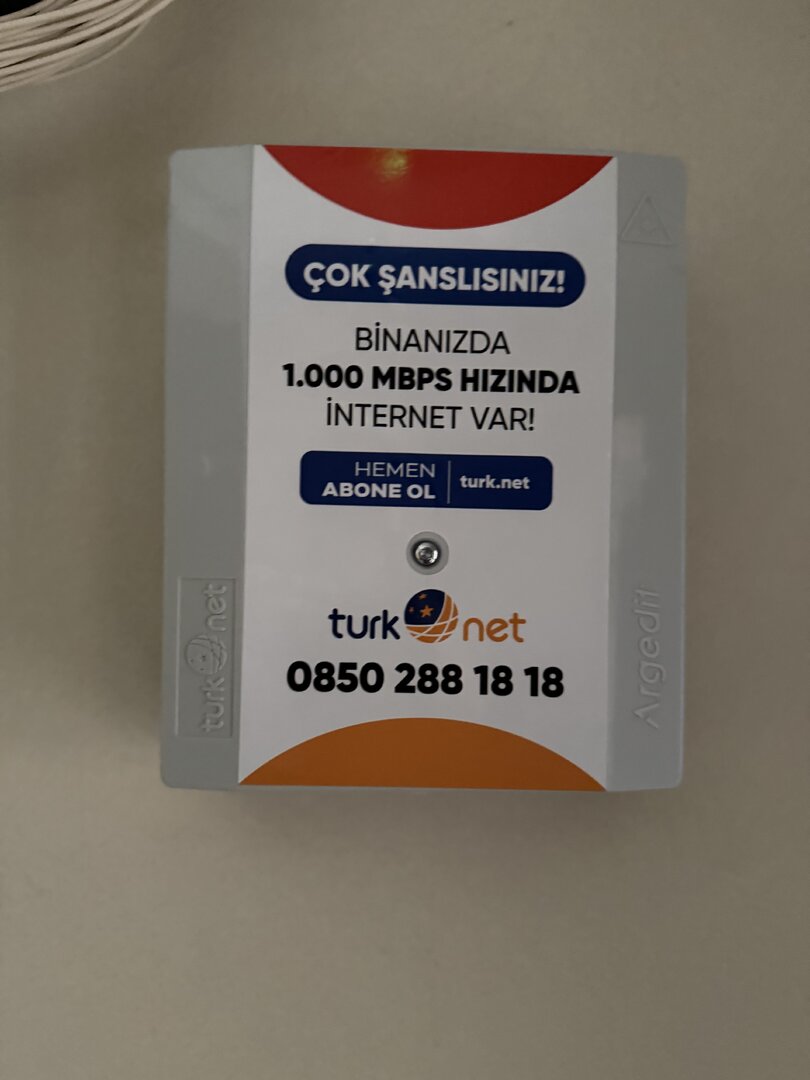 ÇOK ŞANSLISINIZ!
BİNANIZDA
1.000 MBPS HIZINDA
İNTERNET VAR!
HEMEN
ABONE OL
turk.net
turk net
0850 288 18 18
turk net
Argedit